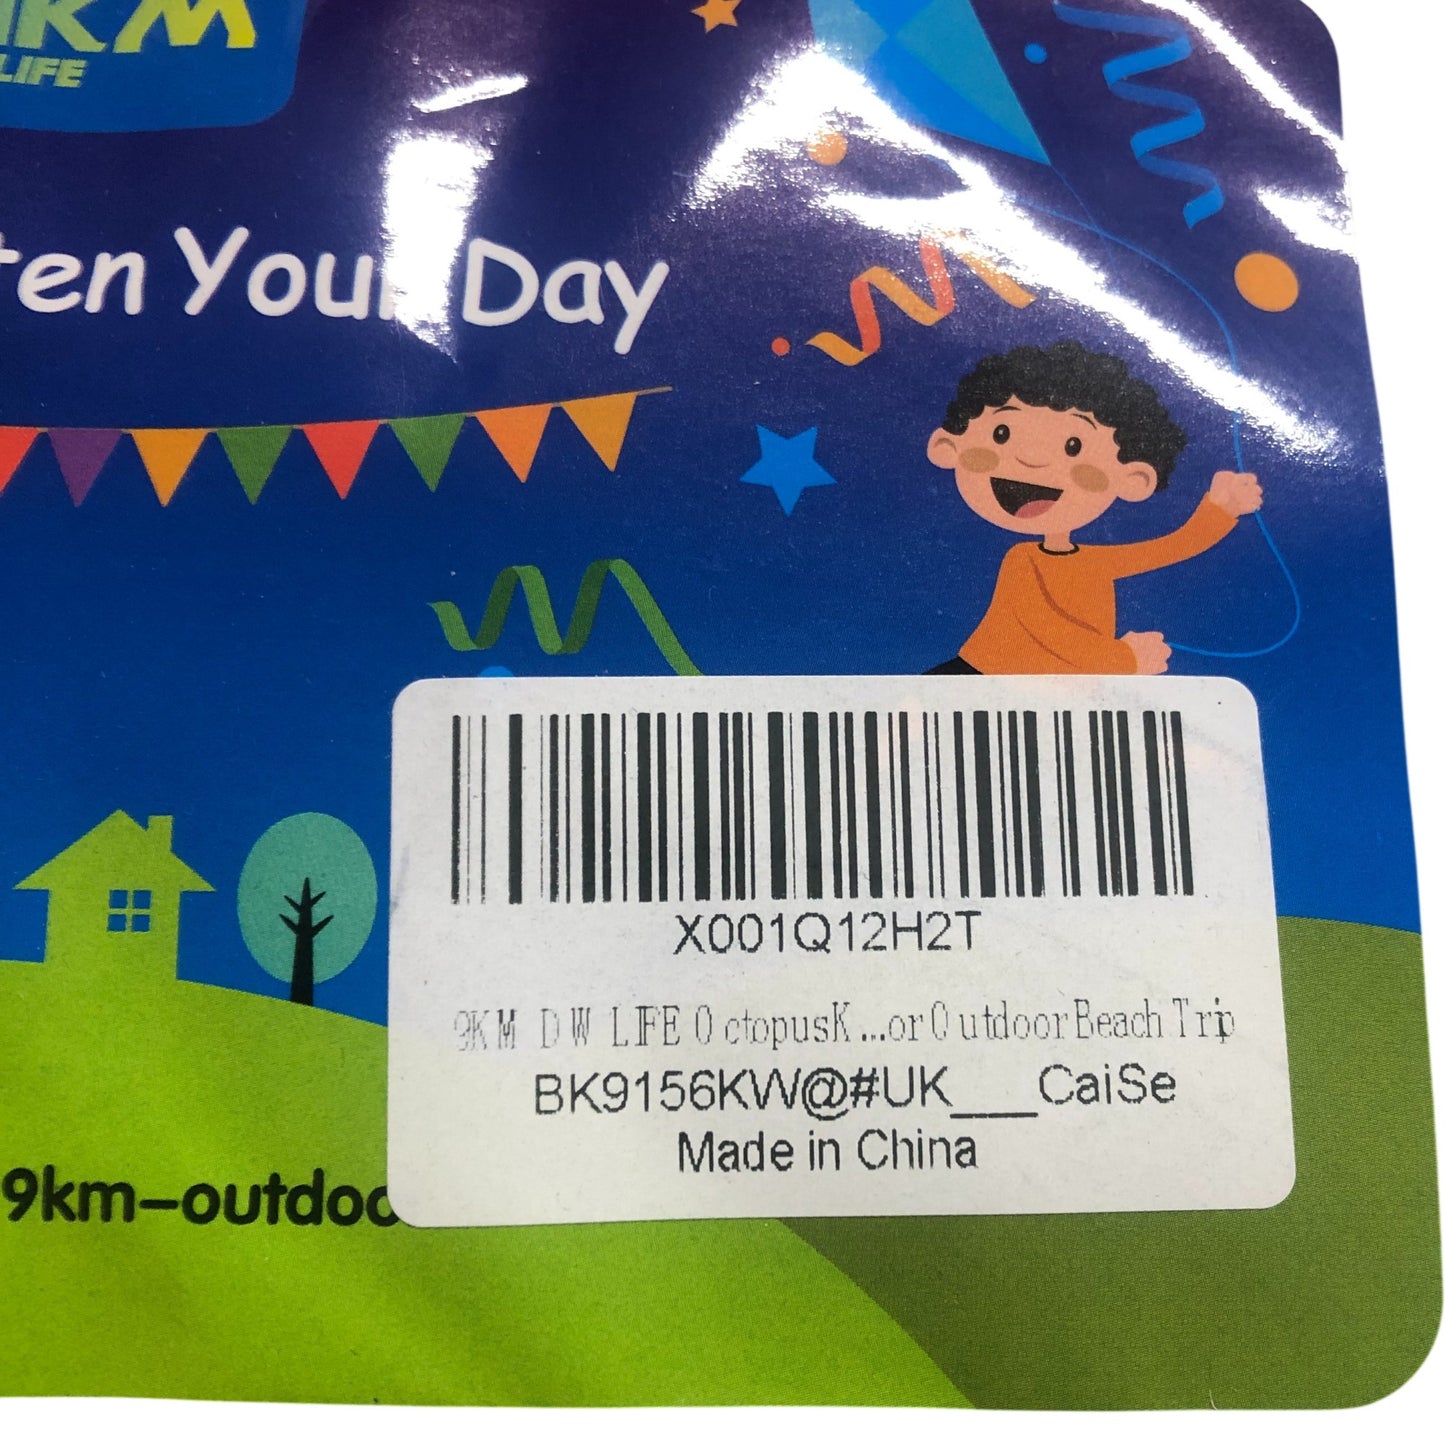 KM
LIFE
ten Your Day
X001Q12H2T
9KM DW LIFE OctopusK...or Outdoor Beach Trip
BK9156KW@#UK___CaiSe
Made in China
9km-outdoo